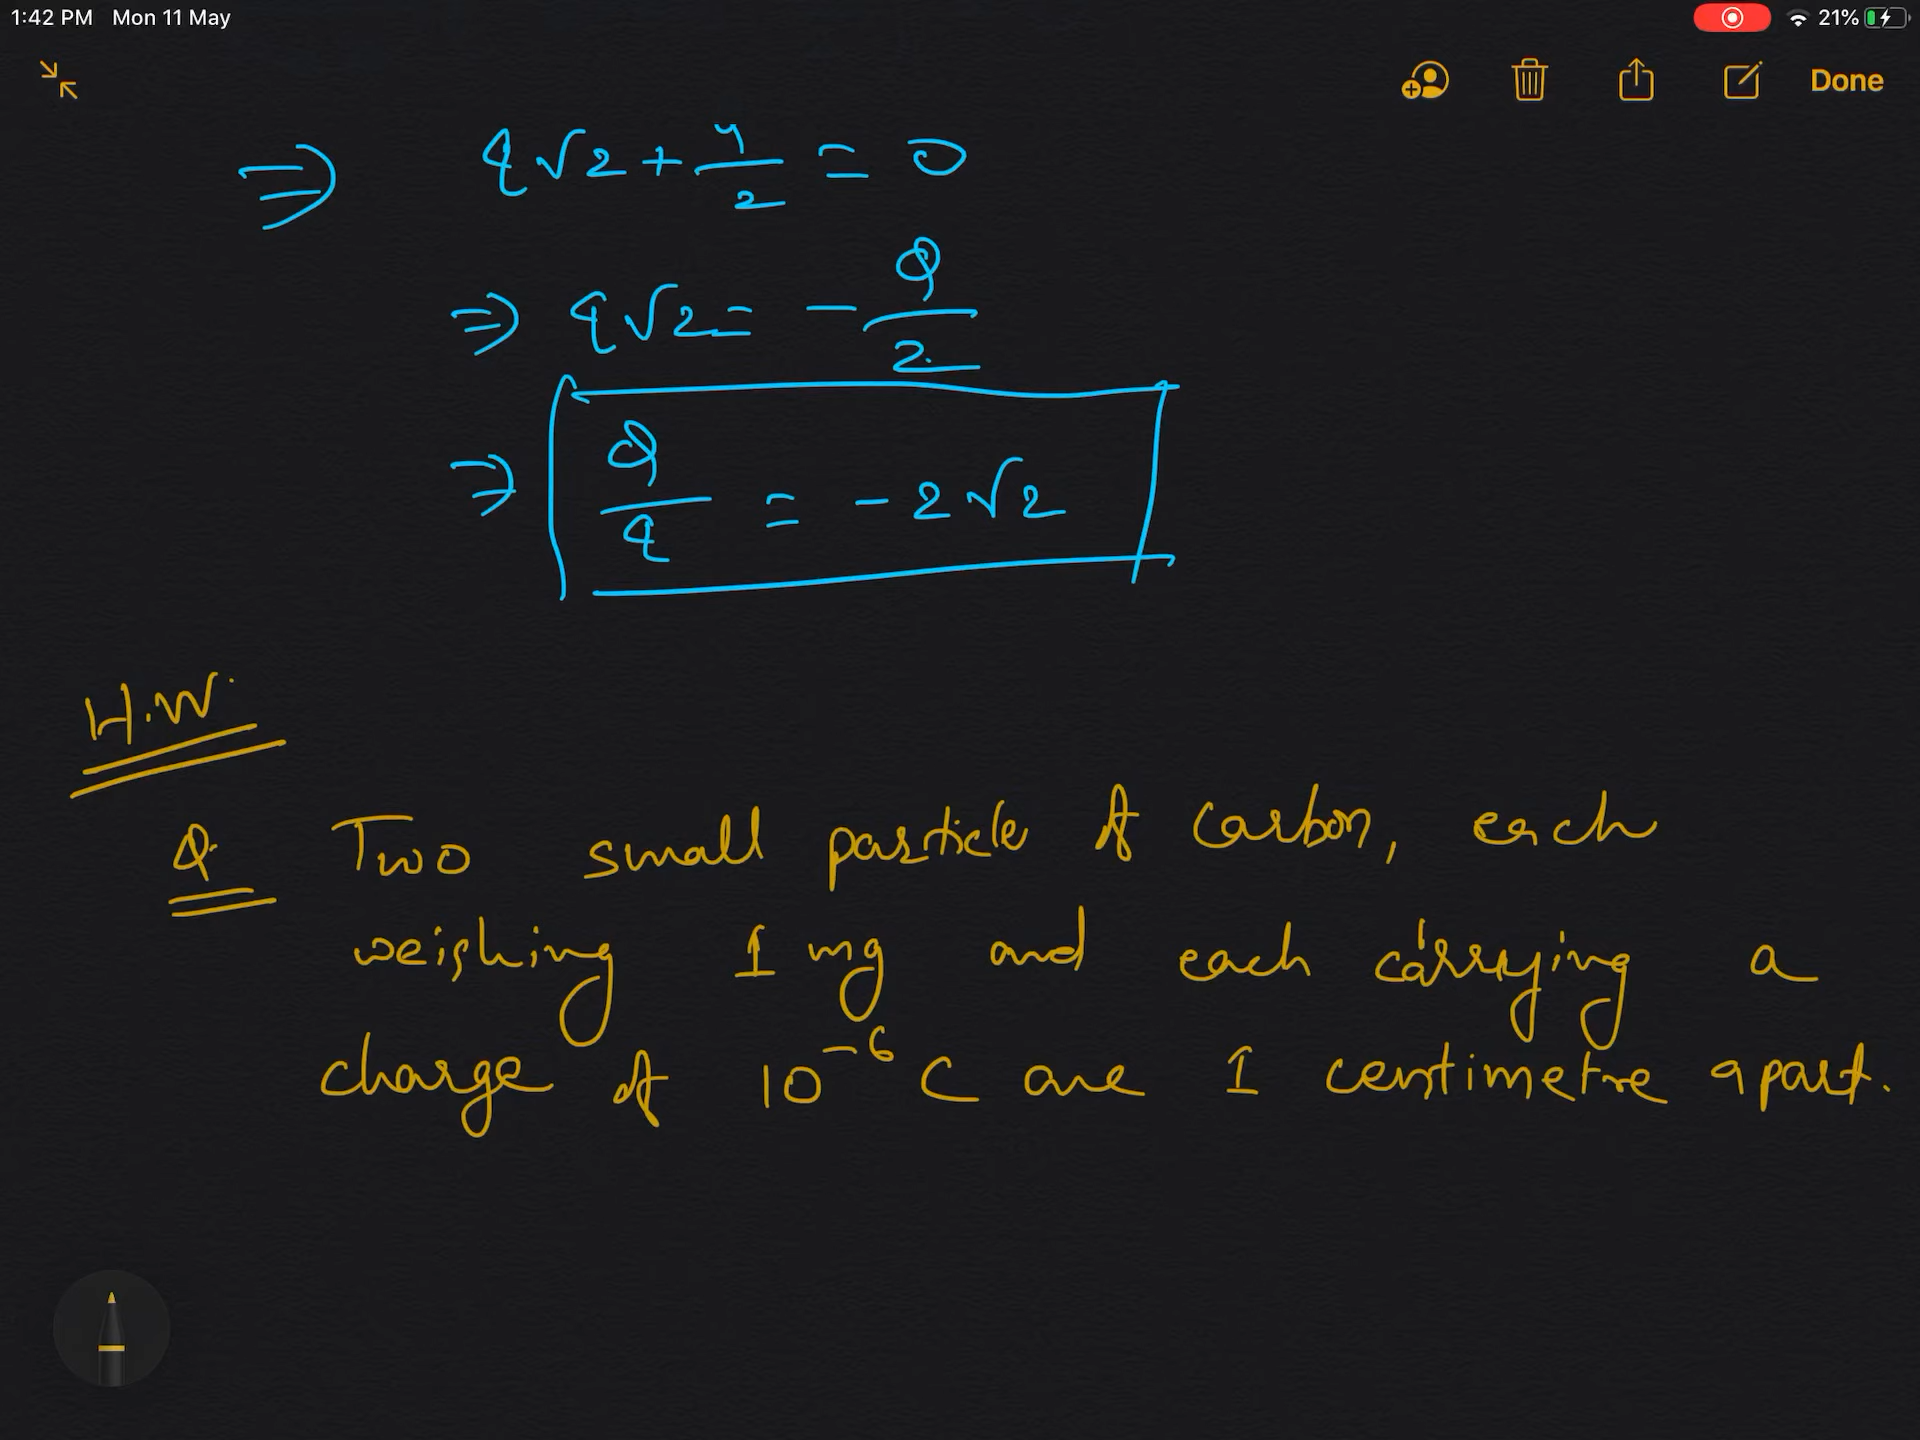 1:42 PM Mon 11 May
21%
Done
⇒ q√2 + /2 = 0
⇒ q√2 = - Q/2
⇒ Q/q = - 2√2
H.W.
Q. Two small particle of carbon, each
weighing 1 mg and each carrying a
charge of 10⁻⁶ C are 1 centimetre apart.